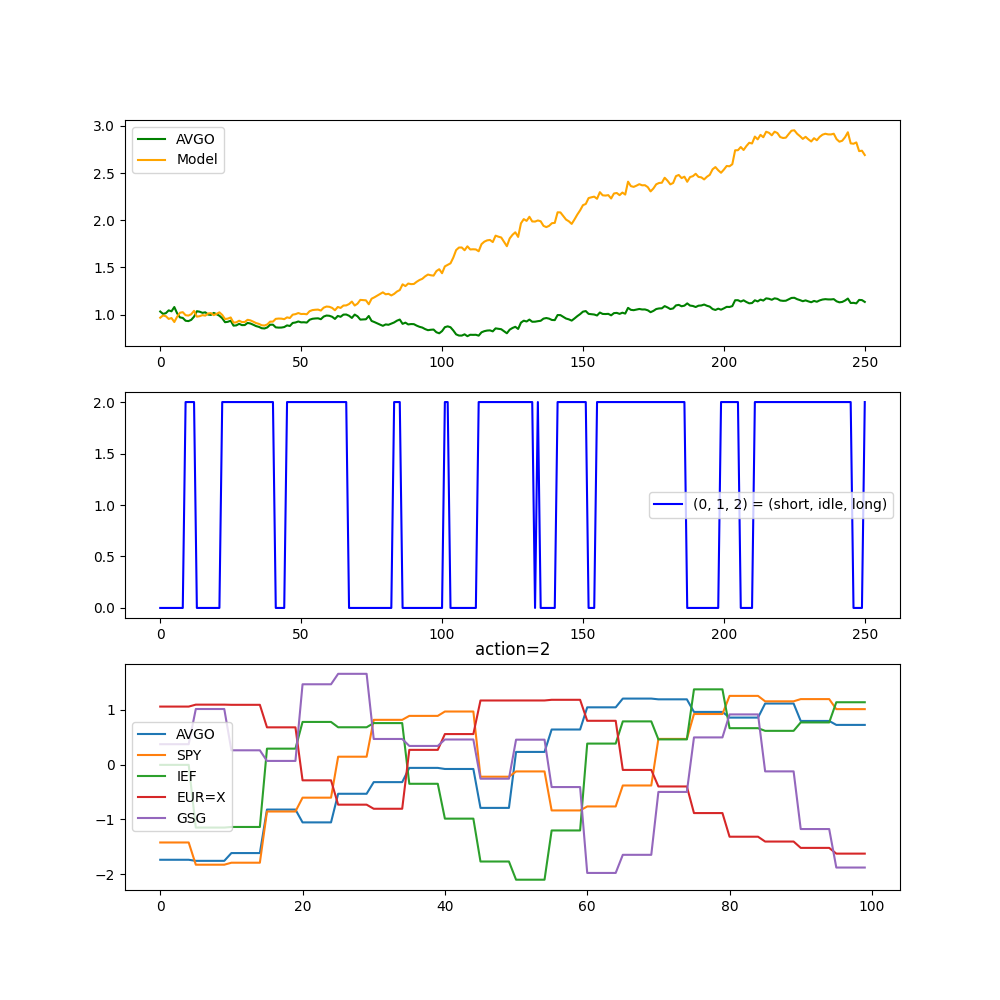 3.0
2.5
2.0
1.5
1.0
AVGO
Model
0 50 100 150 200 250
2.0
1.5
1.0
0.5
0.0
(0, 1, 2) = (short, idle, long)
0 50 100 150 200 250
action=2
1
0
−1
−2
AVGO
SPY
IEF
EUR=X
GSG
0 20 40 60 80 100